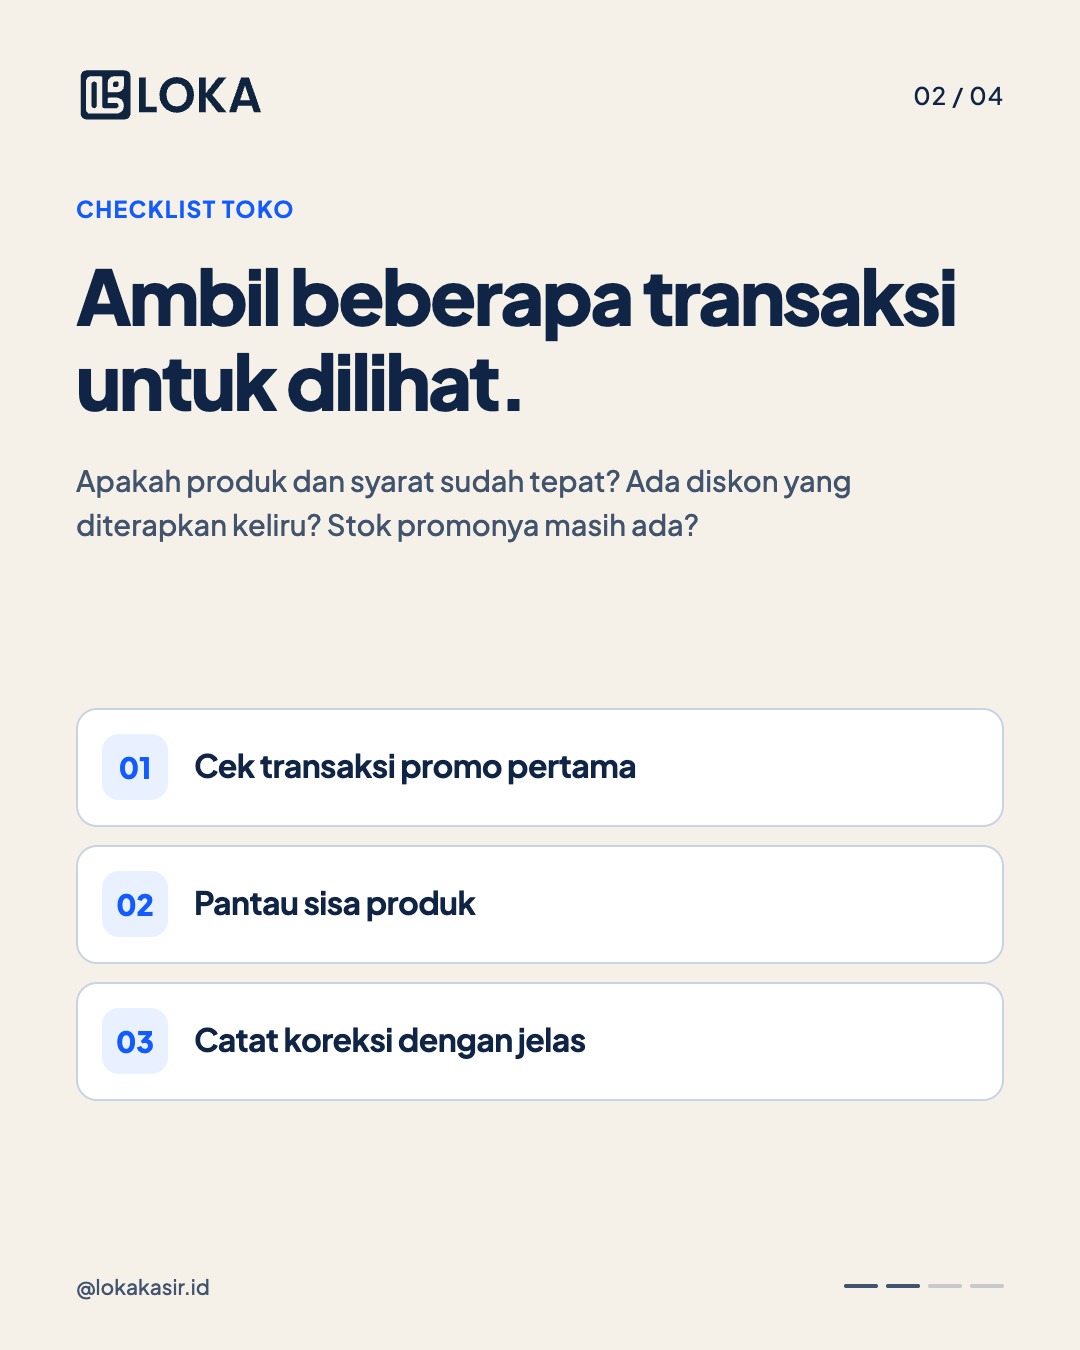 LOKA
02 / 04
CHECKLIST TOKO
Ambil beberapa transaksi
untuk dilihat.
Apakah produk dan syarat sudah tepat? Ada diskon yang
diterapkan keliru? Stok promonya masih ada?
01 Cek transaksi promo pertama
02 Pantau sisa produk
03 Catat koreksi dengan jelas
@lokakasir.id